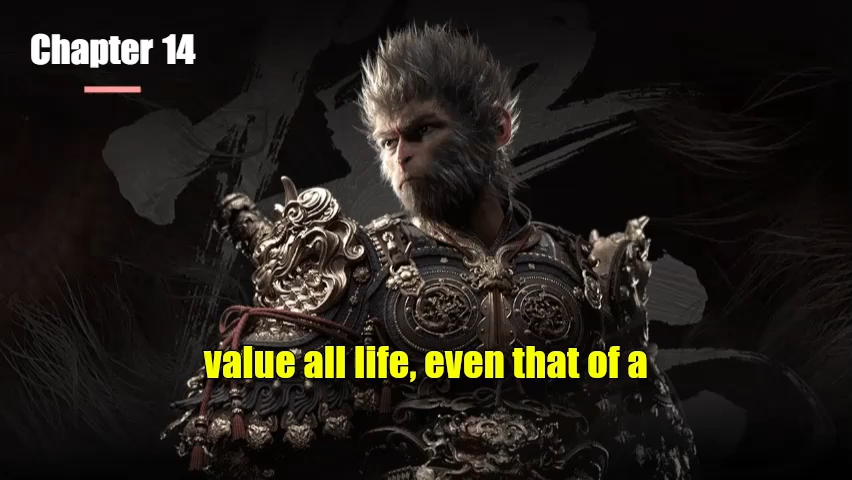 Chapter 14
value all life, even that of a